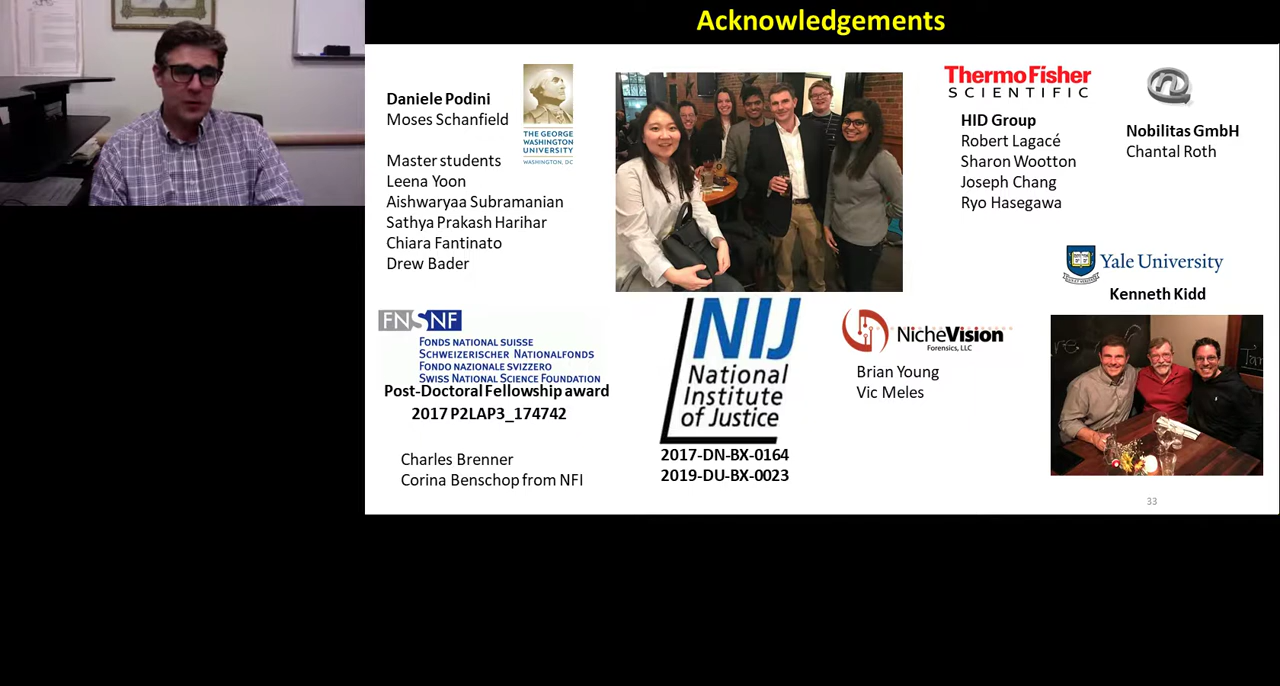 Acknowledgements
Daniele Podini
Moses Schanfield
THE GEORGE
WASHINGTON
UNIVERSITY
WASHINGTON, DC
Master students
Leena Yoon
Aishwaryaa Subramanian
Sathya Prakash Harihar
Chiara Fantinato
Drew Bader
ThermoFisher
SCIENTIFIC
HID Group
Robert Lagacé
Sharon Wootton
Joseph Chang
Ryo Hasegawa
Nobilitas GmbH
Chantal Roth
Yale University
Kenneth Kidd
FNSNF
FONDS NATIONAL SUISSE
SCHWEIZERISCHER NATIONALFONDS
FONDO NAZIONALE SVIZZERO
SWISS NATIONAL SCIENCE FOUNDATION
Post-Doctoral Fellowship award
2017 P2LAP3_174742
Charles Brenner
Corina Benschop from NFI
NIJ
National
Institute
of Justice
2017-DN-BX-0164
2019-DU-BX-0023
NicheVision
Forensics, LLC
Brian Young
Vic Meles
33